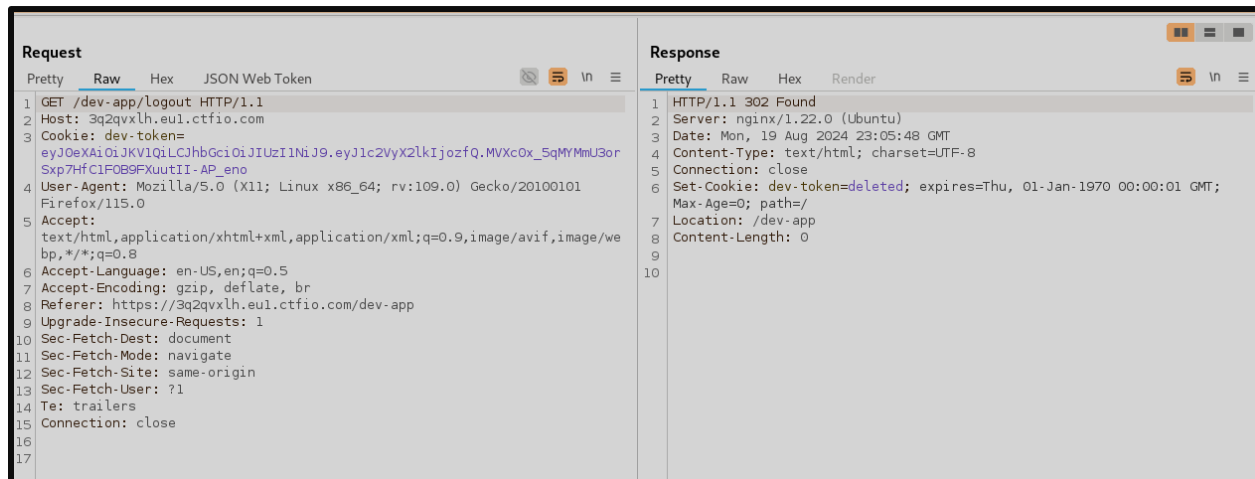 Request
Pretty Raw Hex JSON Web Token \n
1 GET /dev-app/logout HTTP/1.1
2 Host: 3q2qvxlh.eu1.ctfio.com
3 Cookie: dev-token=
eyJ0eXAiOiJKV1QiLCJhbGciOiJIUzI1NiJ9.eyJ1c2VyX2lkIjozfQ.MVXc0x_5qMYMmU3or
Sxp7HfC1FOB9FXuutII-AP_eno
4 User-Agent: Mozilla/5.0 (X11; Linux x86_64; rv:109.0) Gecko/20100101
Firefox/115.0
5 Accept:
text/html,application/xhtml+xml,application/xml;q=0.9,image/avif,image/we
bp,*/*;q=0.8
6 Accept-Language: en-US,en;q=0.5
7 Accept-Encoding: gzip, deflate, br
8 Referer: https://3q2qvxlh.eu1.ctfio.com/dev-app
9 Upgrade-Insecure-Requests: 1
10 Sec-Fetch-Dest: document
11 Sec-Fetch-Mode: navigate
12 Sec-Fetch-Site: same-origin
13 Sec-Fetch-User: ?1
14 Te: trailers
15 Connection: close
16
17
Response
Pretty Raw Hex Render \n
1 HTTP/1.1 302 Found
2 Server: nginx/1.22.0 (Ubuntu)
3 Date: Mon, 19 Aug 2024 23:05:48 GMT
4 Content-Type: text/html; charset=UTF-8
5 Connection: close
6 Set-Cookie: dev-token=deleted; expires=Thu, 01-Jan-1970 00:00:01 GMT;
Max-Age=0; path=/
7 Location: /dev-app
8 Content-Length: 0
9
10